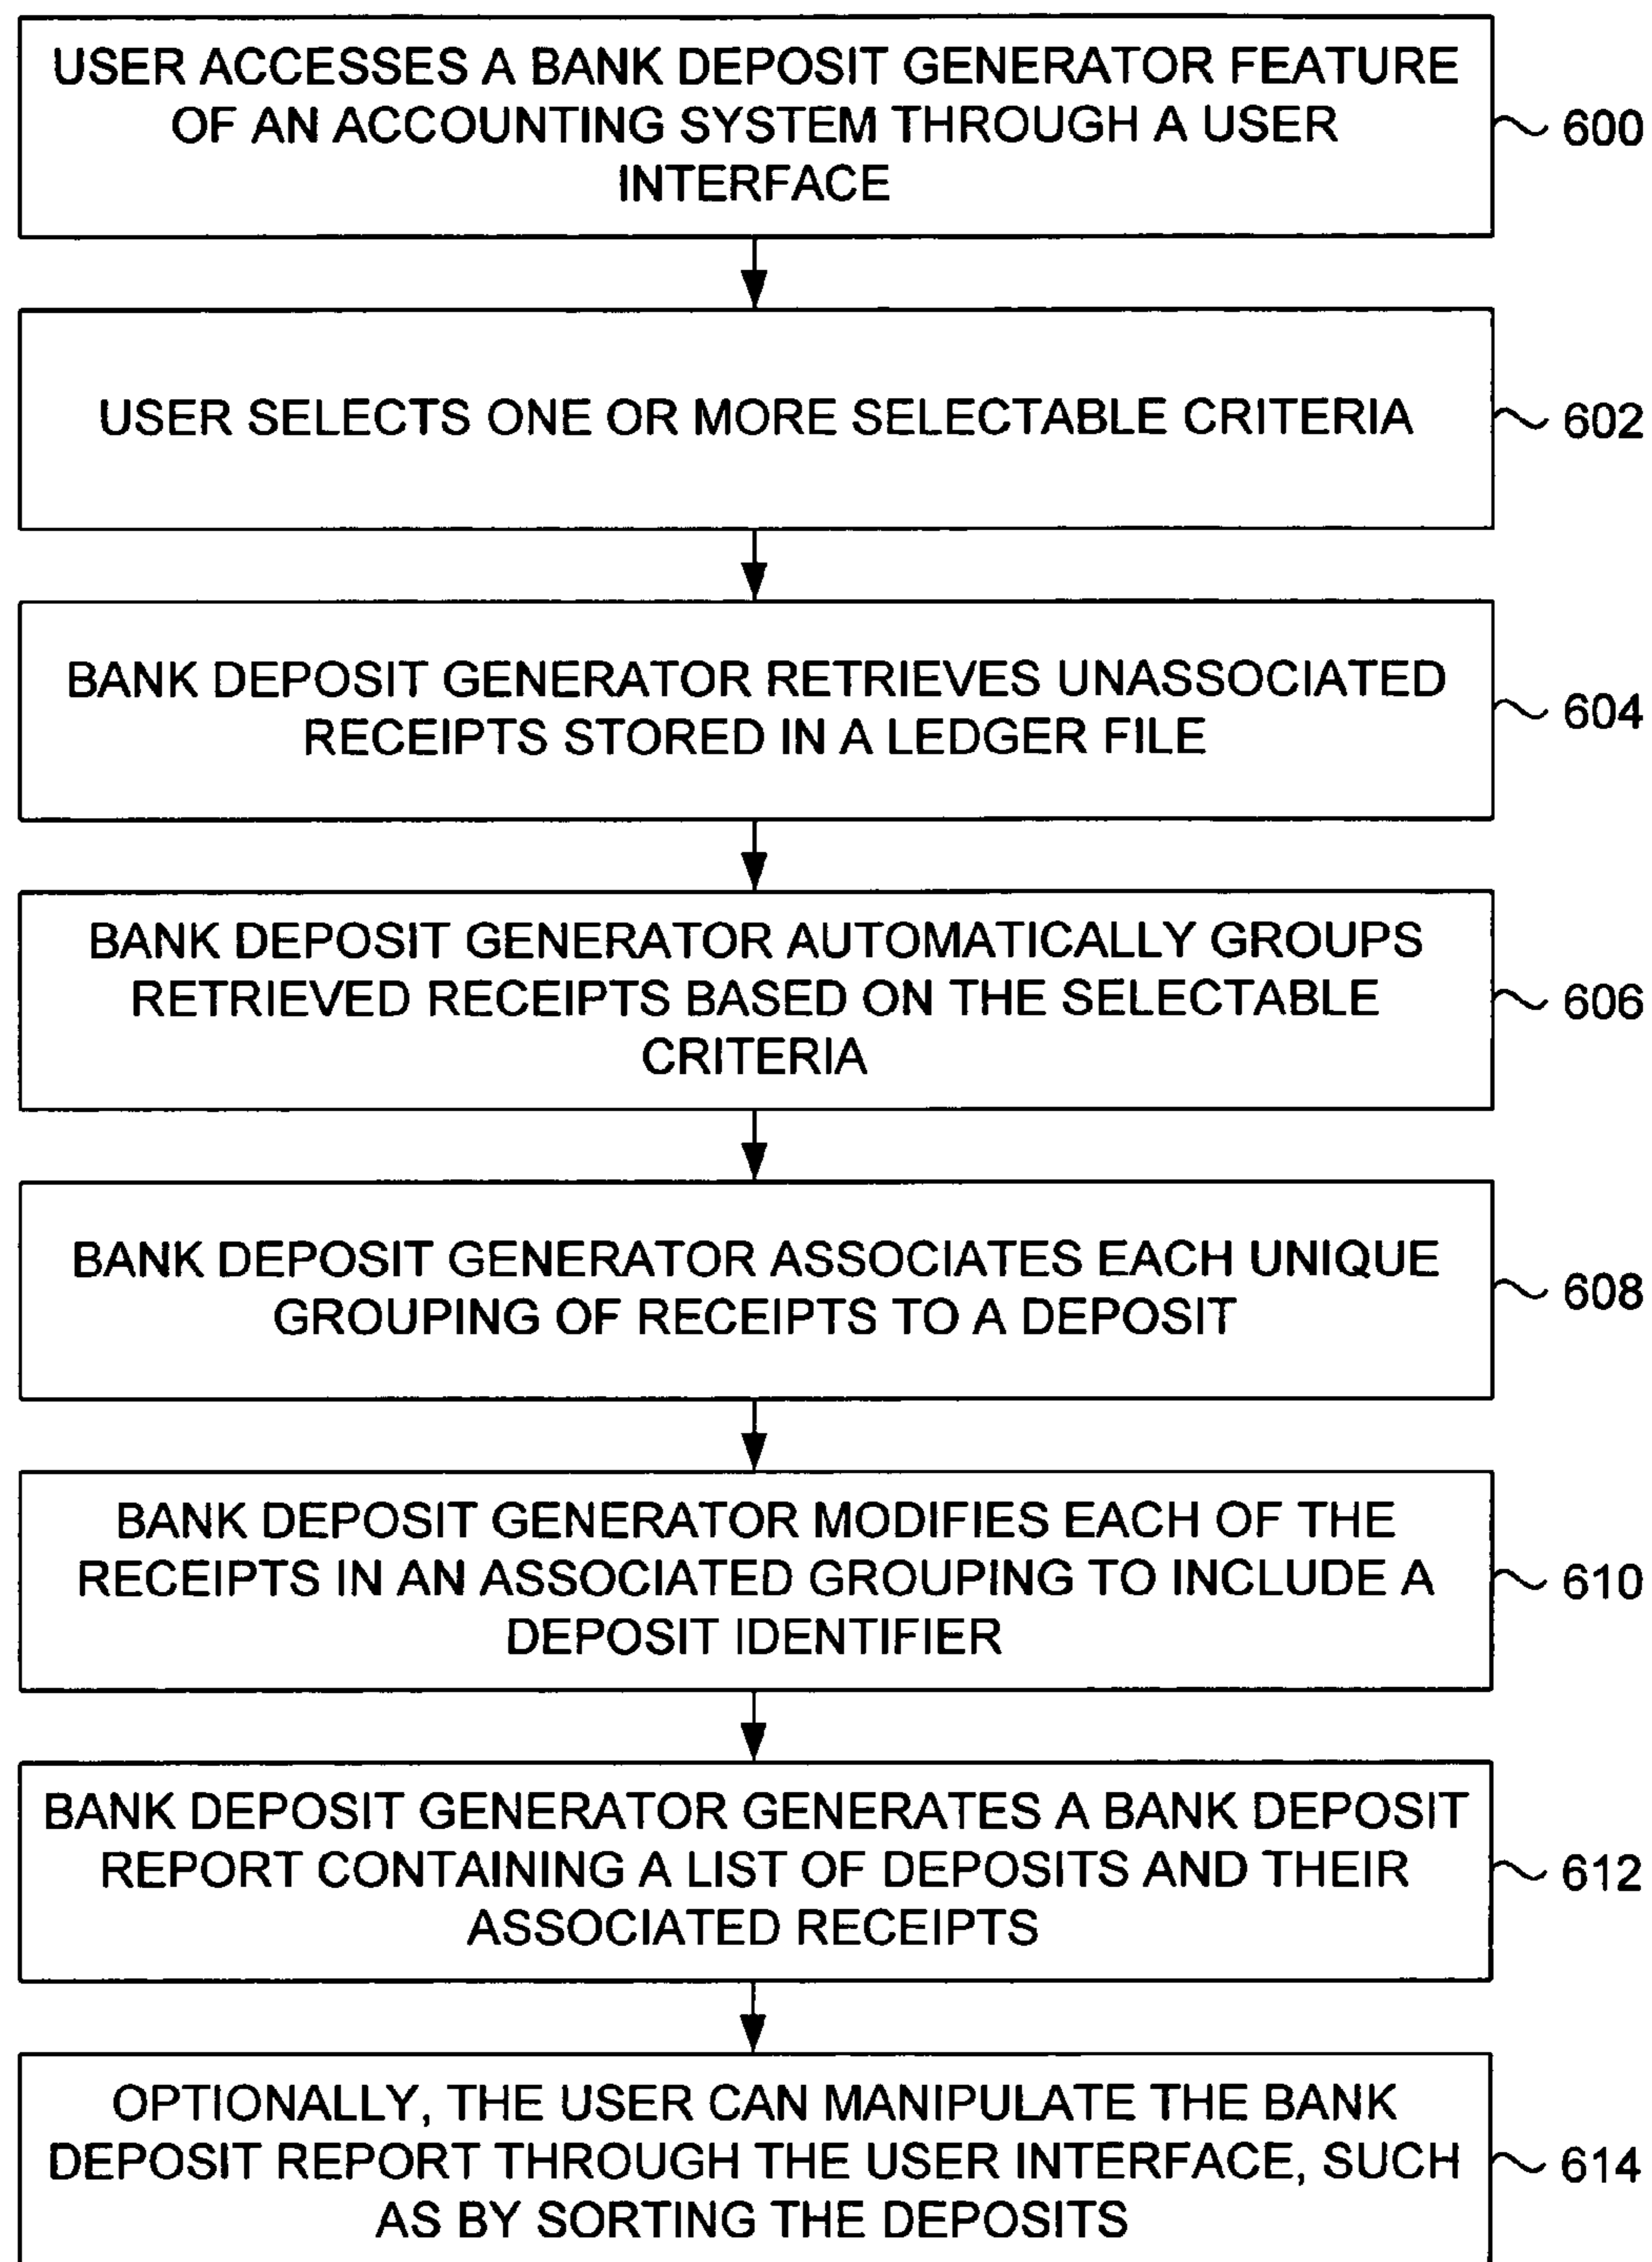 USER ACCESSES A BANK DEPOSIT GENERATOR FEATURE
OF AN ACCOUNTING SYSTEM THROUGH A USER
INTERFACE
600
USER SELECTS ONE OR MORE SELECTABLE CRITERIA
602
BANK DEPOSIT GENERATOR RETRIEVES UNASSOCIATED
RECEIPTS STORED IN A LEDGER FILE
604
BANK DEPOSIT GENERATOR AUTOMATICALLY GROUPS
RETRIEVED RECEIPTS BASED ON THE SELECTABLE
CRITERIA
606
BANK DEPOSIT GENERATOR ASSOCIATES EACH UNIQUE
GROUPING OF RECEIPTS TO A DEPOSIT
608
BANK DEPOSIT GENERATOR MODIFIES EACH OF THE
RECEIPTS IN AN ASSOCIATED GROUPING TO INCLUDE A
DEPOSIT IDENTIFIER
610
BANK DEPOSIT GENERATOR GENERATES A BANK DEPOSIT
REPORT CONTAINING A LIST OF DEPOSITS AND THEIR
ASSOCIATED RECEIPTS
612
OPTIONALLY, THE USER CAN MANIPULATE THE BANK
DEPOSIT REPORT THROUGH THE USER INTERFACE, SUCH
AS BY SORTING THE DEPOSITS
614